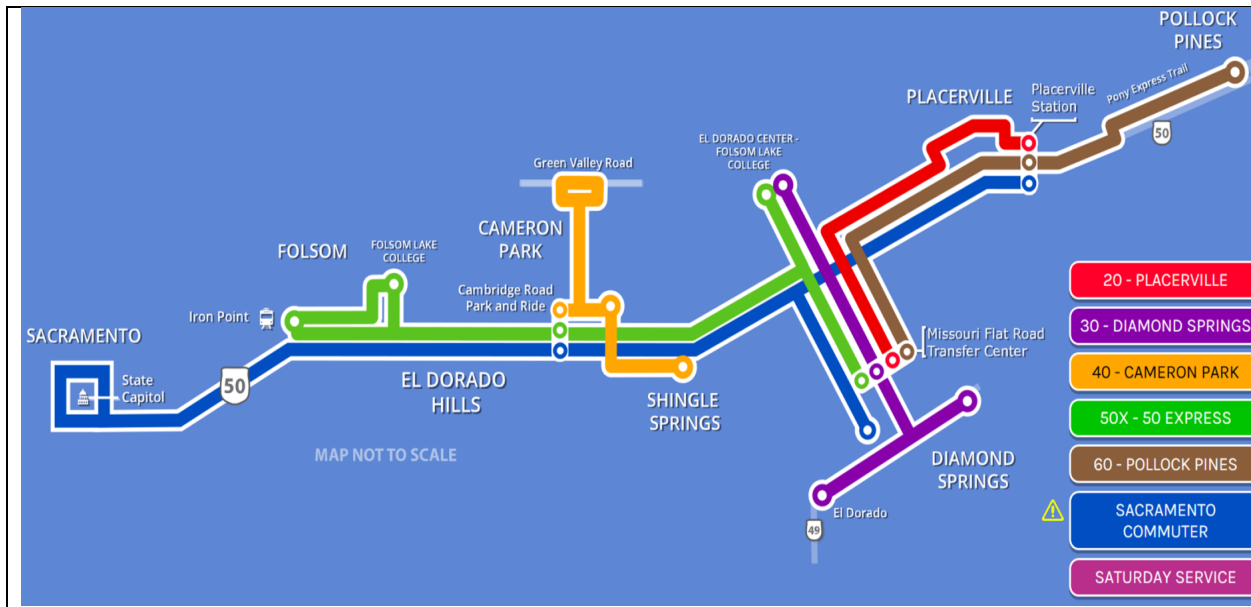 POLLOCK
PINES
Pony Express Trail
50
PLACERVILLE
Placerville
Station
EL DORADO CENTER -
FOLSOM LAKE
COLLEGE
Green Valley Road
CAMERON
PARK
FOLSOM
FOLSOM LAKE
COLLEGE
Cambridge Road
Park and Ride
Iron Point
SACRAMENTO
State
Capitol
50
EL DORADO
HILLS
SHINGLE
SPRINGS
Missouri Flat Road
Transfer Center
MAP NOT TO SCALE
DIAMOND
SPRINGS
El Dorado
49
20 - PLACERVILLE
30 - DIAMOND SPRINGS
40 - CAMERON PARK
50X - 50 EXPRESS
60 - POLLOCK PINES
SACRAMENTO
COMMUTER
SATURDAY SERVICE